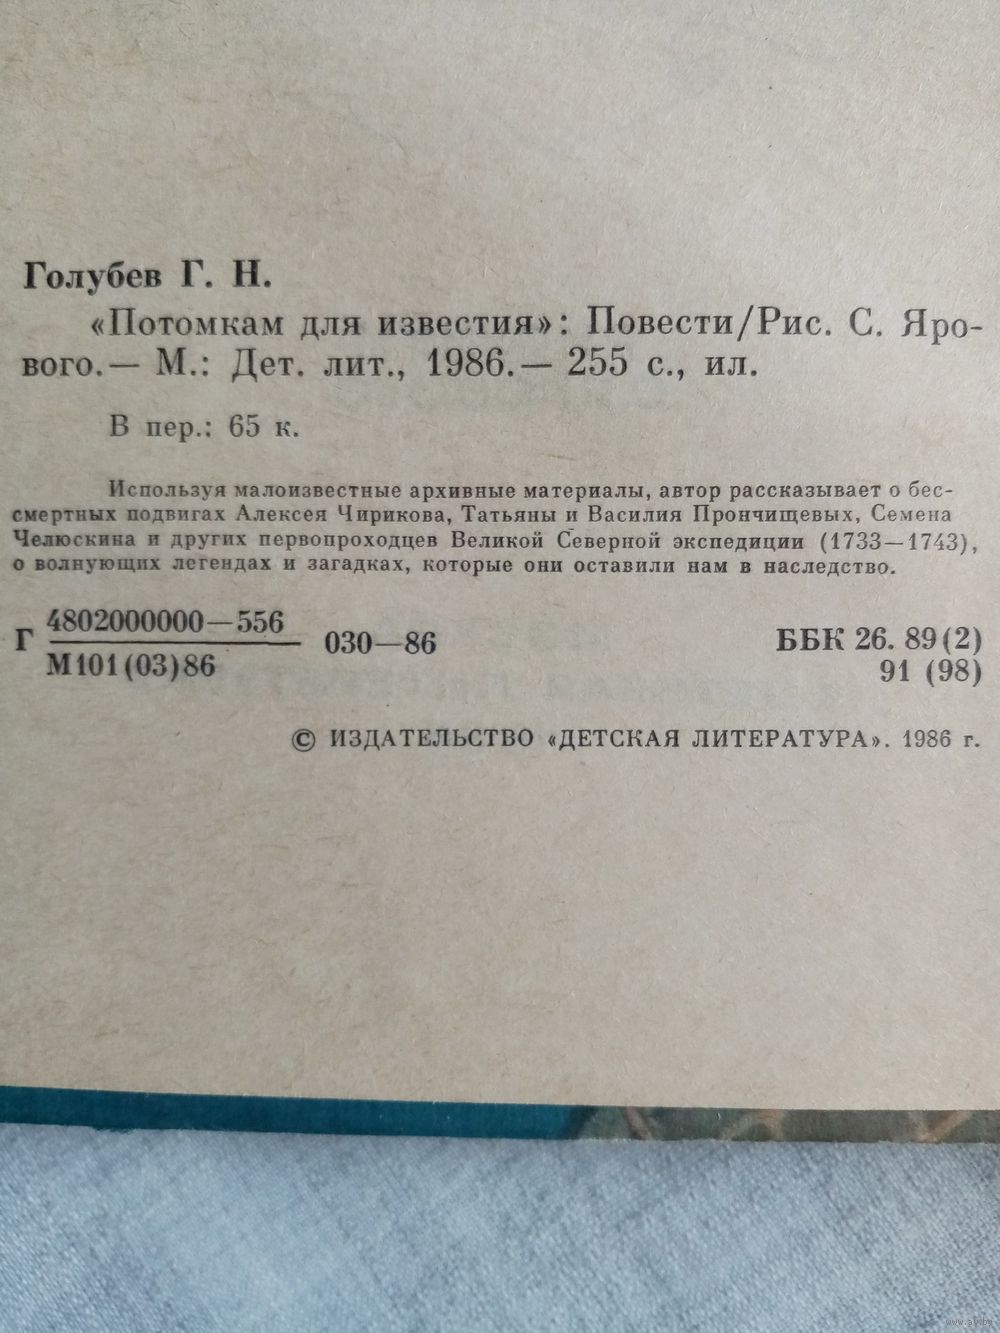 Голубев Г. Н.
«Потомкам для известия»: Повести/Рис. С. Яро-
вого.— М.: Дет. лит., 1986.— 255 с., ил.
В пер.: 65 к.
Используя малоизвестные архивные материалы, автор рассказывает о бес-
смертных подвигах Алексея Чирикова, Татьяны и Василия Прончищевых, Семена
Челюскина и других первопроходцев Великой Северной экспедиции (1733—1743),
о волнующих легендах и загадках, которые они оставили нам в наследство.
Г 4802000000—556 030—86
М101(03)86
ББК 26. 89(2)
91 (98)
© ИЗДАТЕЛЬСТВО «ДЕТСКАЯ ЛИТЕРАТУРА». 1986 г.
www.ay.by